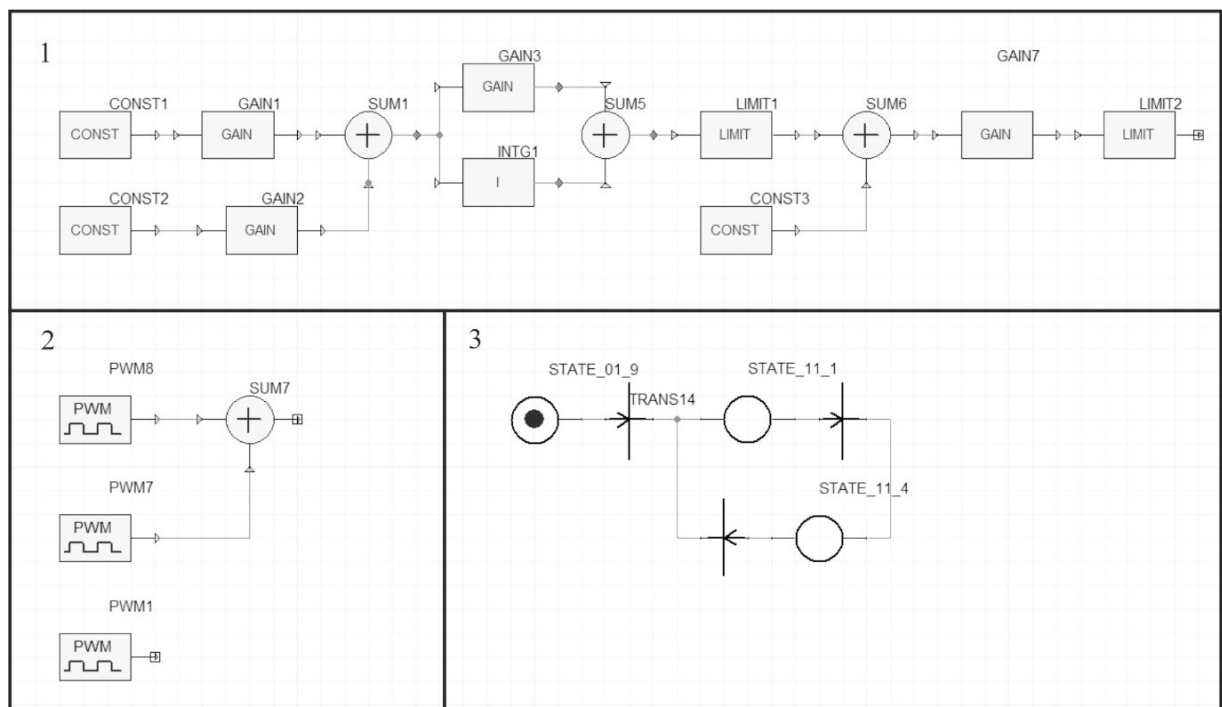 1
GAIN3
GAIN7
GAIN
CONST1
GAIN1
SUM1
SUM5
LIMIT1
SUM6
LIMIT2
CONST
GAIN
LIMIT
GAIN
LIMIT
INTG1
I
CONST2
GAIN2
CONST3
CONST
GAIN
CONST
2
PWM8
SUM7
PWM
PWM7
PWM
PWM1
PWM
3
STATE_01_9
STATE_11_1
TRANS14
STATE_11_4